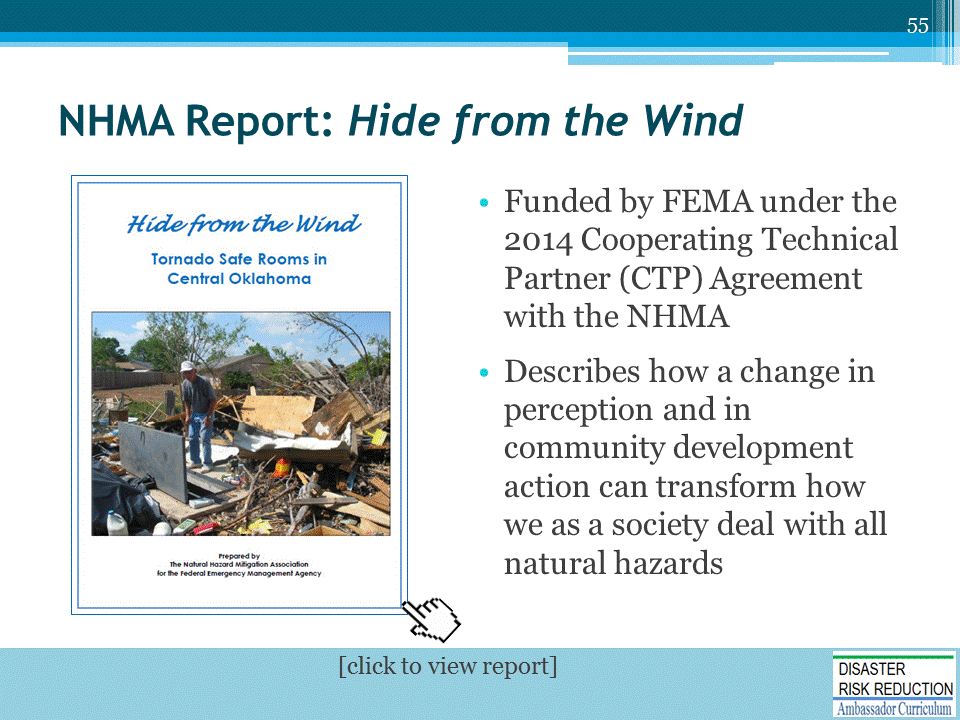 55
NHMA Report: Hide from the Wind
Hide from the Wind
Tornado Safe Rooms in
Central Oklahoma
Prepared by
The Natural Hazard Mitigation Association
for the Federal Emergency Management Agency
• Funded by FEMA under the
2014 Cooperating Technical
Partner (CTP) Agreement
with the NHMA
• Describes how a change in
perception and in
community development
action can transform how
we as a society deal with all
natural hazards
[click to view report]
DISASTER
RISK REDUCTION
Ambassador Curriculum